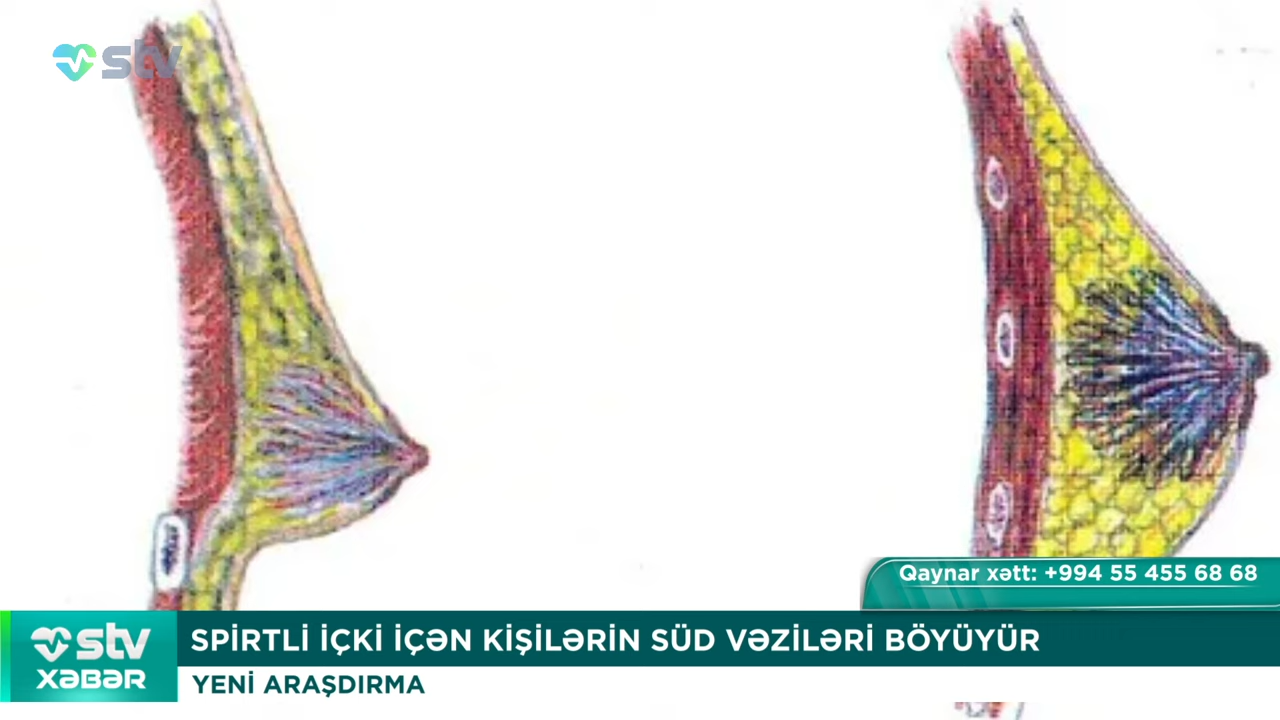 stv
Qaynar xətt: +994 55 455 68 68
stv
XƏBƏR
SPİRTLİ İÇKİ İÇƏN KİŞİLƏRİN SÜD VƏZİLƏRİ BÖYÜYÜR
YENİ ARAŞDIRMA